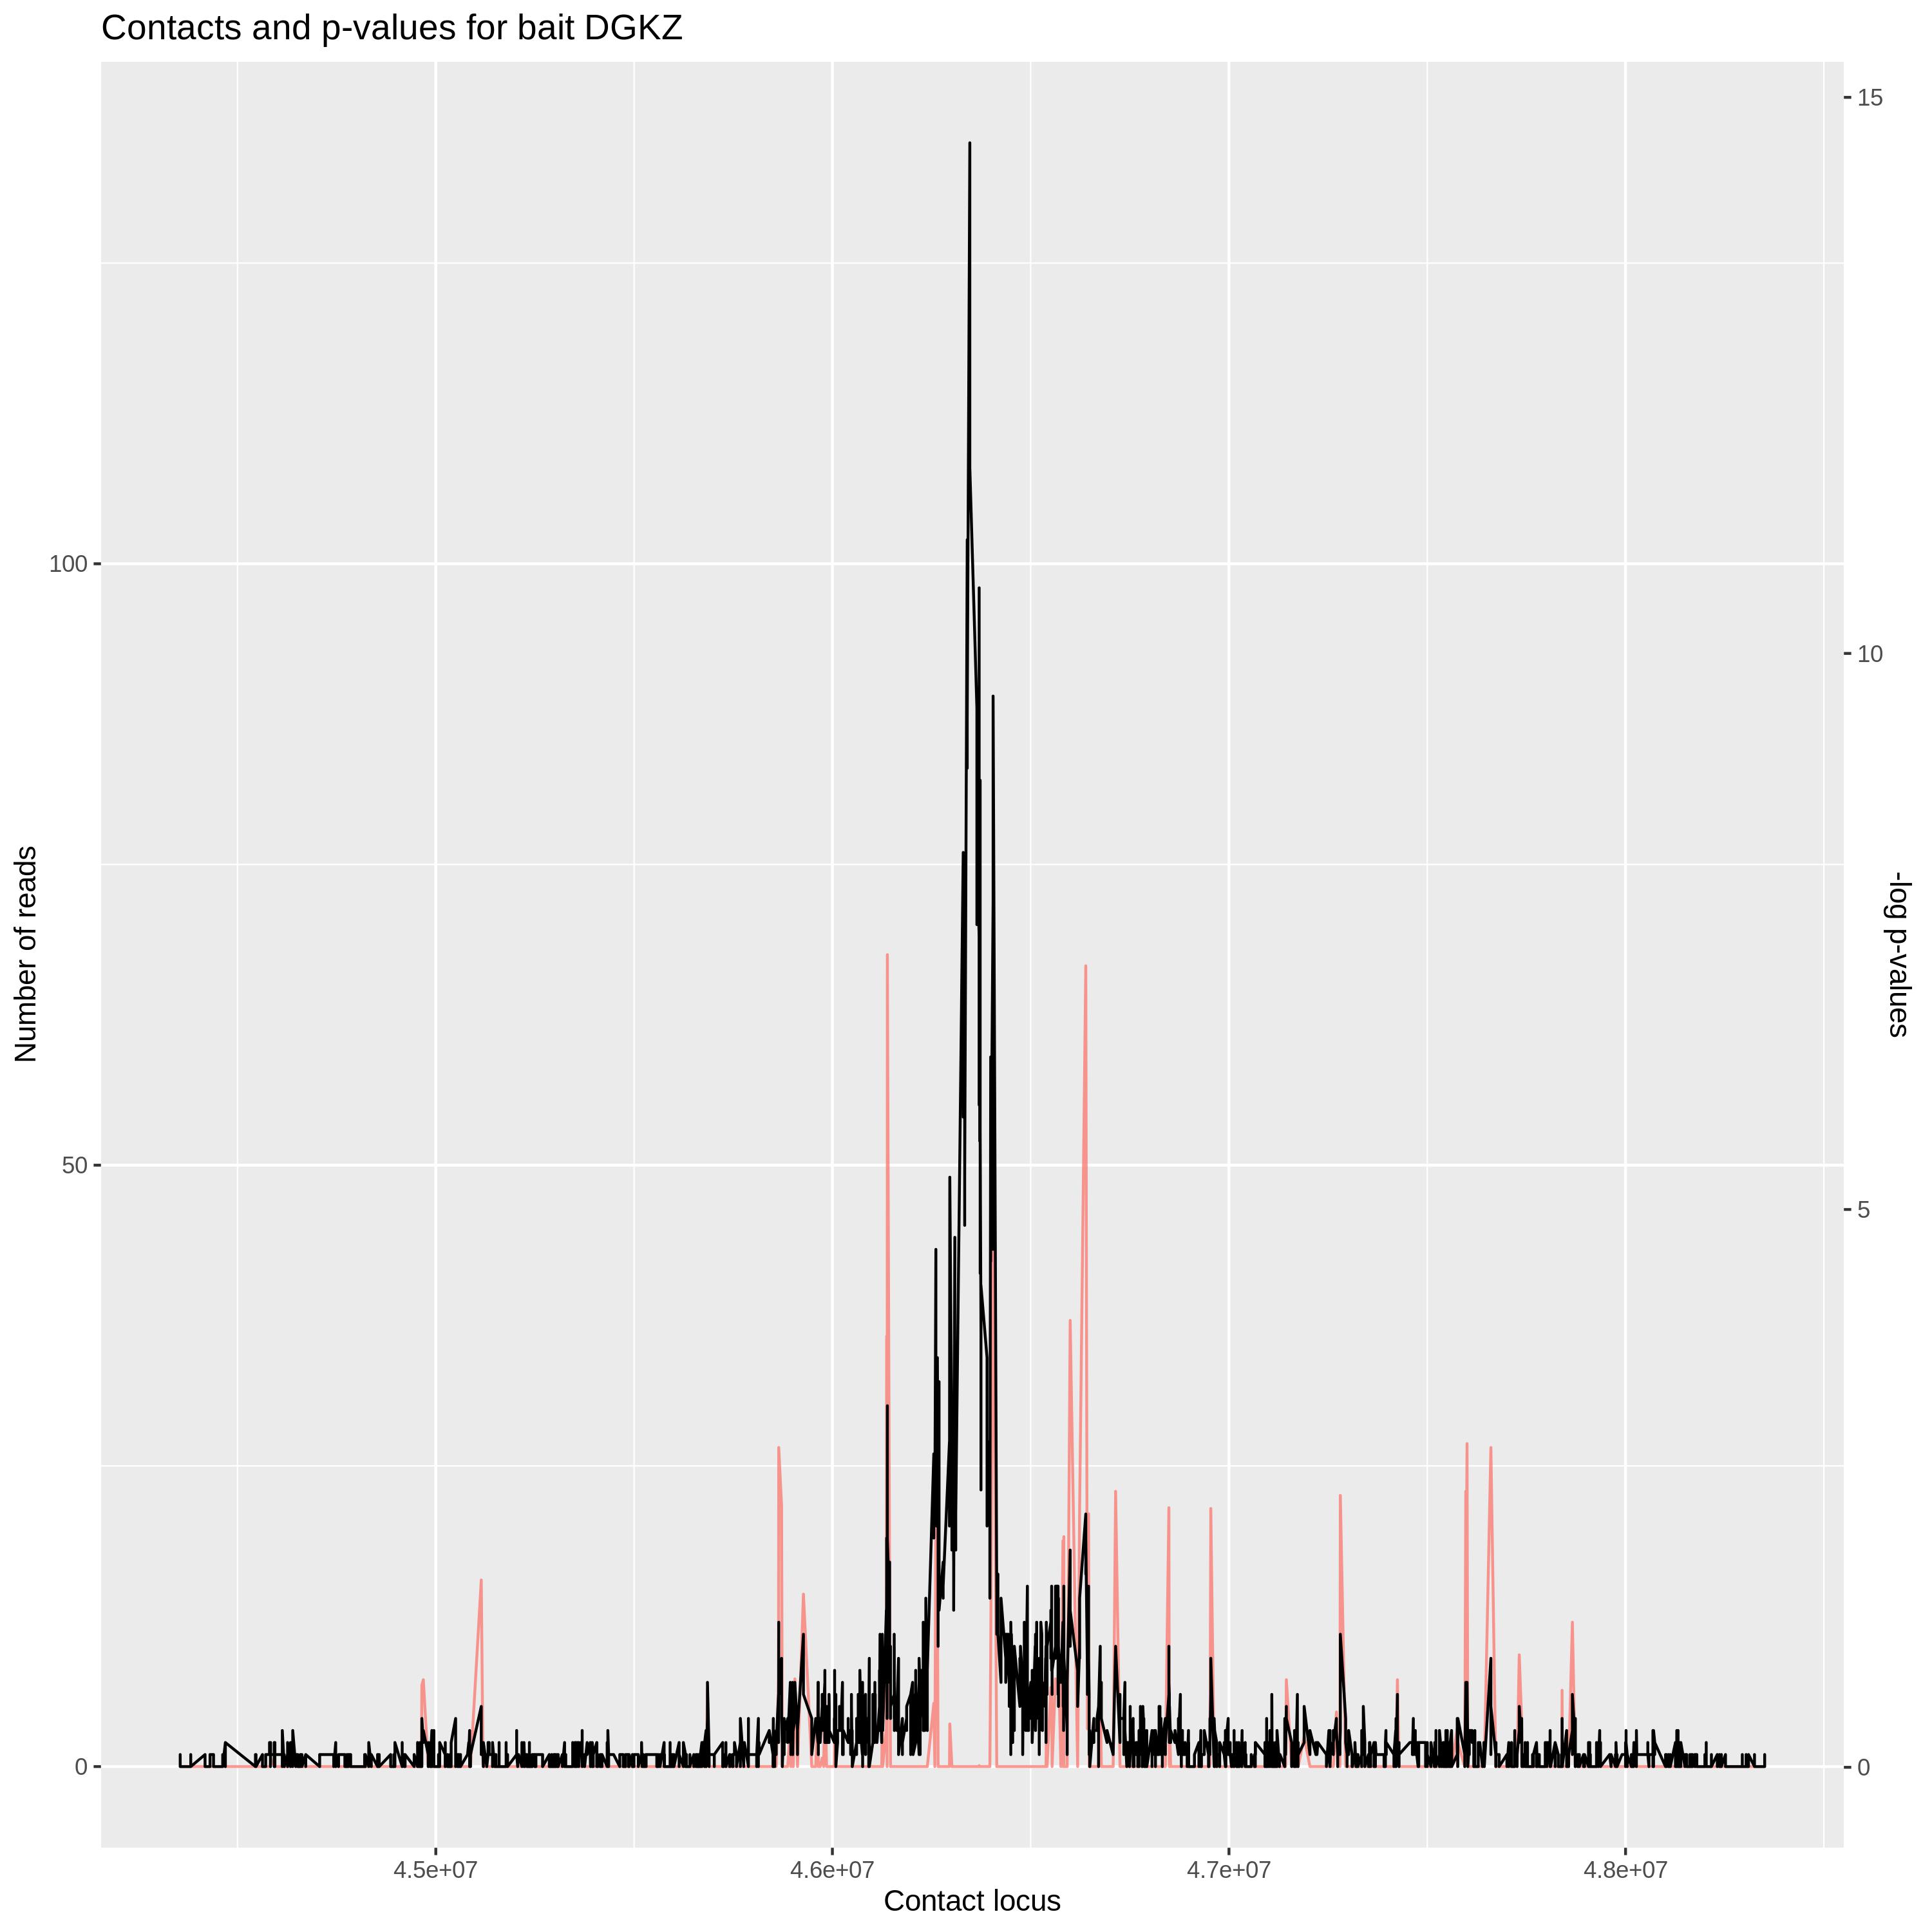 Contacts and p-values for bait DGKZ
15
100
10
Number of reads
-log p-values
50
5
0
0
4.5e+07
4.6e+07
4.7e+07
4.8e+07
Contact locus